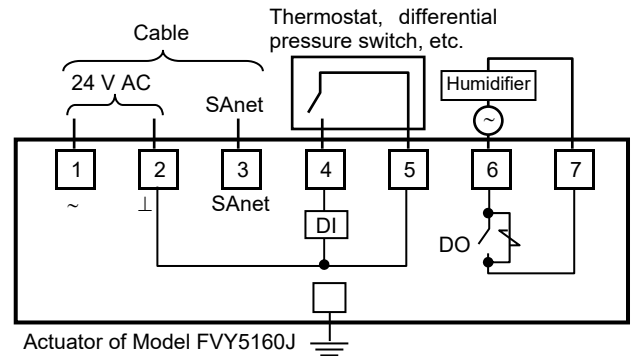 Thermostat, differential
pressure switch, etc.
Cable
24 V AC
SAnet
Humidifier
~
1 2 3 4 5 6 7
~ ⊥ SAnet
DI
DO
Actuator of Model FVY5160J